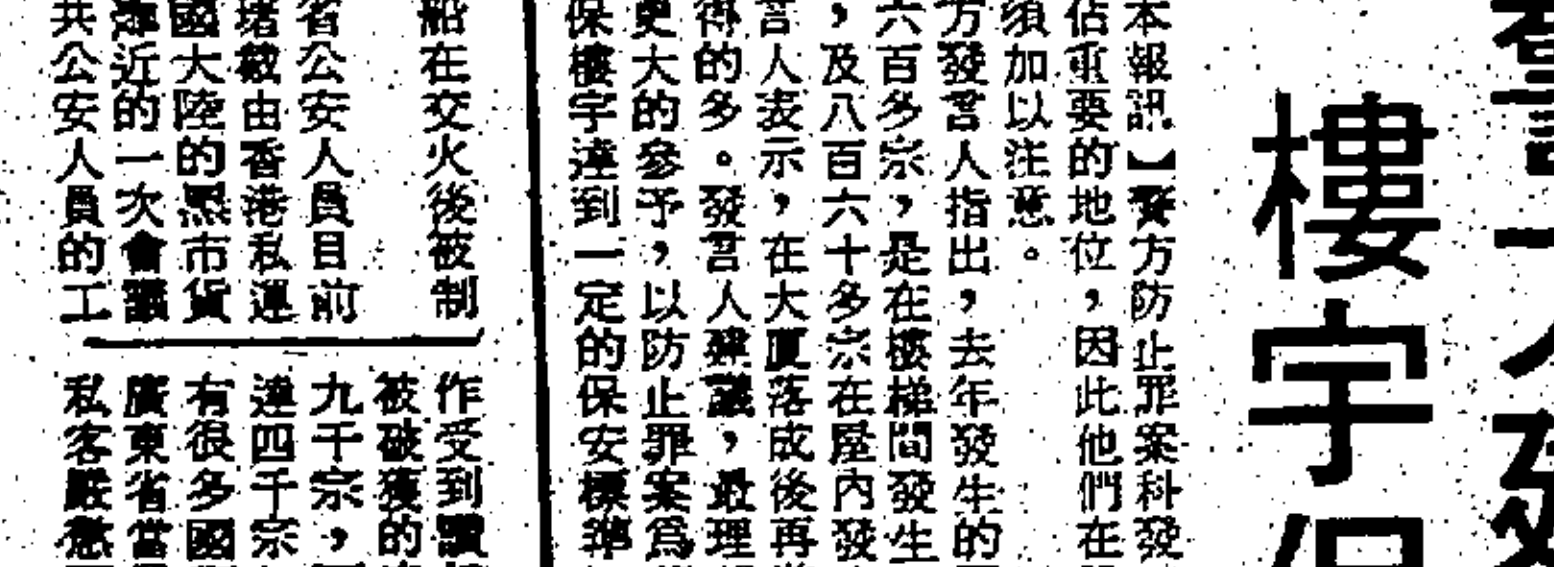 樓宇保
本報訊】警方防止罪案科發
佔重要的地位，因此他們在
須加以注意。
方發言人指出，去年發生的
六百多宗，是在樓梯間發生
，及八百六十多宗在屋內發
言人表示，在大厦落成後再
得的多。發言人建議，最理
更大的參予，以防止罪案爲
保樓宇達到一定的保安標準
船在交火後被制
省公安人員目前
堵截由香港私運
國大陸的黑市貨
近的一次會議
共公安人員的工
作受到讚
被破獲的
九千宗，
達四千宗
有很多國
廣東省當
私客嚴懲